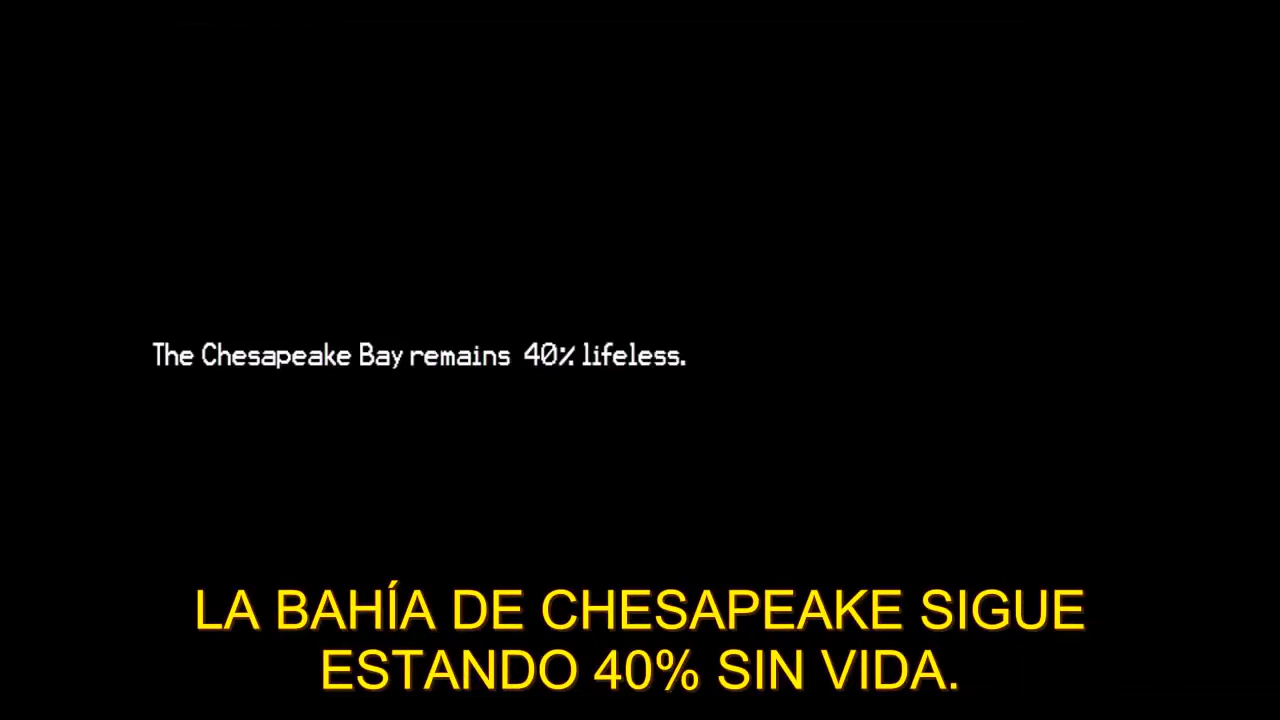 The Chesapeake Bay remains 40% lifeless.
LA BAHÍA DE CHESAPEAKE SIGUE
ESTANDO 40% SIN VIDA.